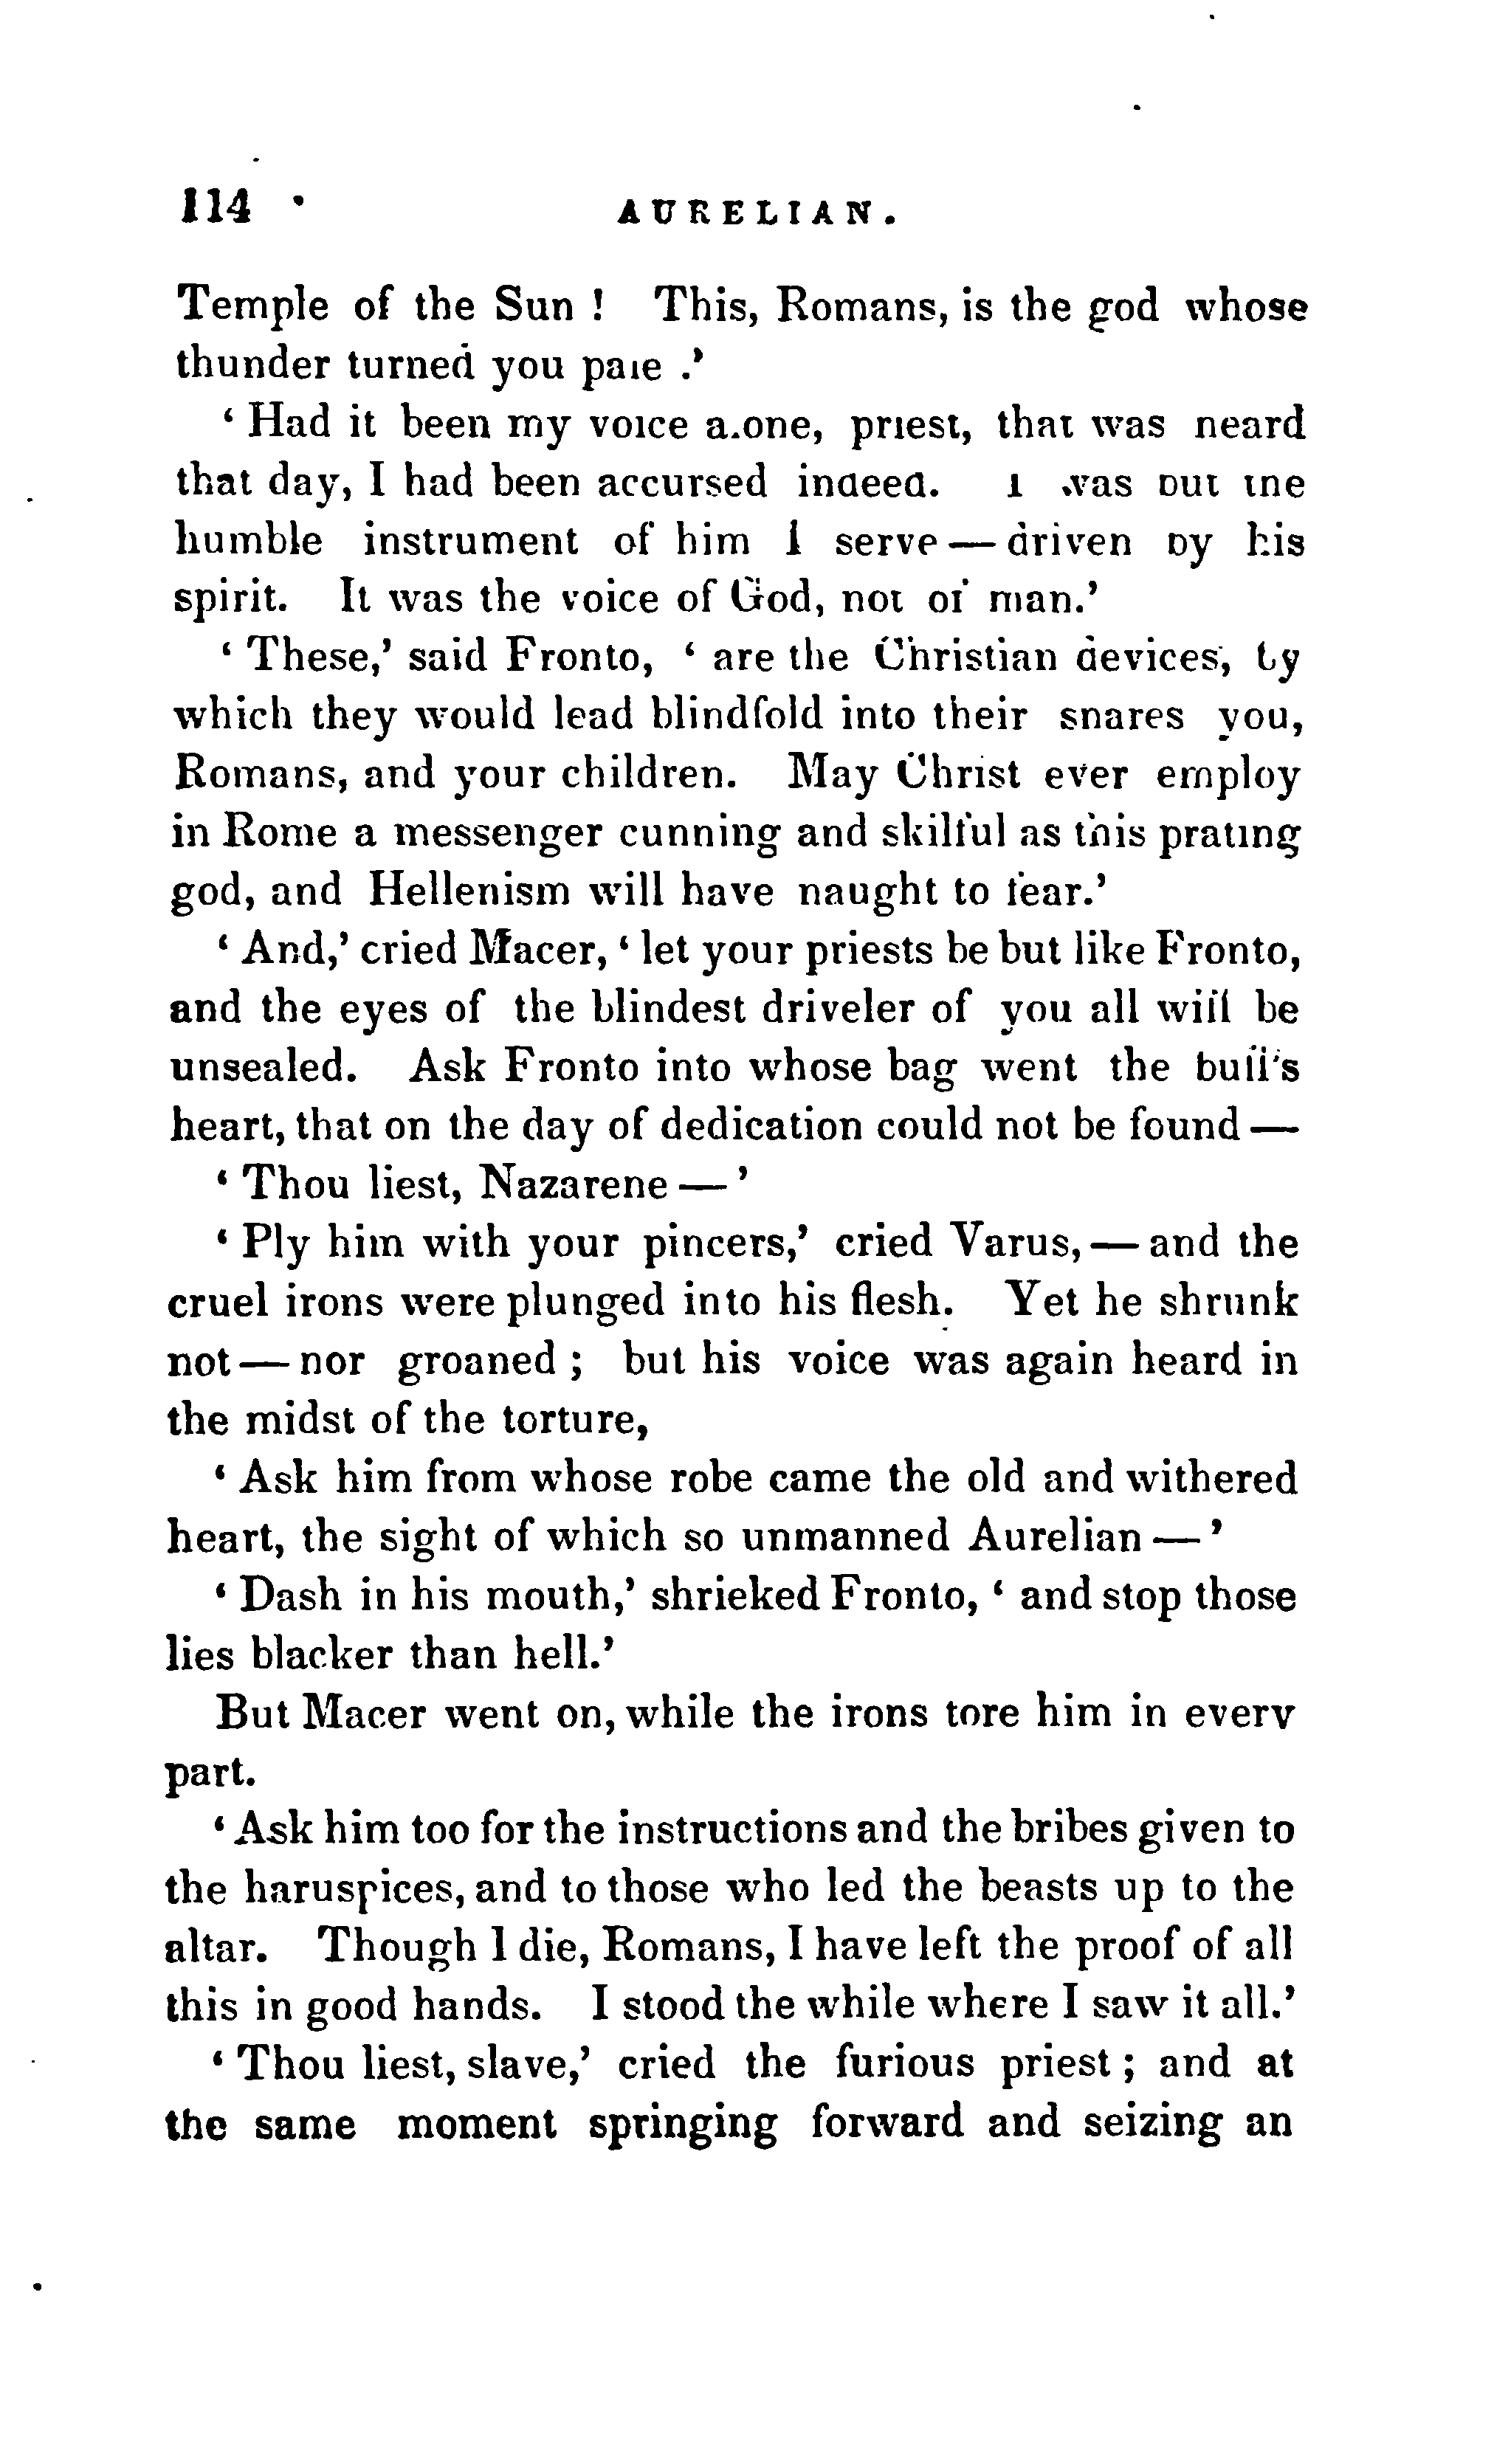 114 AURELIAN.
Temple of the Sun ! This, Romans, is the god whose
thunder turned you pale .’
‘ Had it been my voice alone, priest, that was heard
that day, I had been accursed indeed. I was but the
humble instrument of him I serve — driven by his
spirit. It was the voice of God, not of man.’
‘ These,’ said Fronto, ‘ are the Christian devices, by
which they would lead blindfold into their snares you,
Romans, and your children. May Christ ever employ
in Rome a messenger cunning and skilful as this prating
god, and Hellenism will have naught to fear.’
‘ And,’ cried Macer, ‘ let your priests be but like Fronto,
and the eyes of the blindest driveler of you all will be
unsealed. Ask Fronto into whose bag went the bull's
heart, that on the day of dedication could not be found —
‘ Thou liest, Nazarene — ’
‘ Ply him with your pincers,’ cried Varus, — and the
cruel irons were plunged into his flesh. Yet he shrunk
not — nor groaned ; but his voice was again heard in
the midst of the torture,
‘ Ask him from whose robe came the old and withered
heart, the sight of which so unmanned Aurelian — ’
‘ Dash in his mouth,’ shrieked Fronto, ‘ and stop those
lies blacker than hell.’
But Macer went on, while the irons tore him in every
part.
‘ Ask him too for the instructions and the bribes given to
the haruspices, and to those who led the beasts up to the
altar. Though I die, Romans, I have left the proof of all
this in good hands. I stood the while where I saw it all.’
‘ Thou liest, slave,’ cried the furious priest ; and at
the same moment springing forward and seizing an